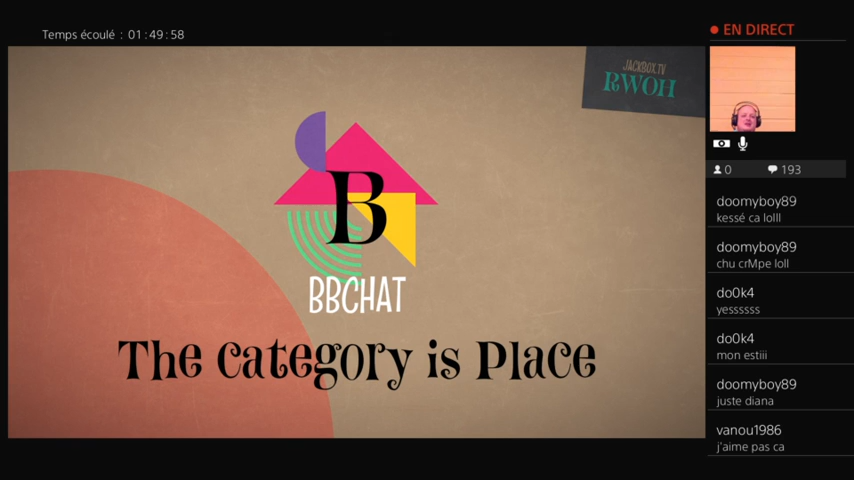 Temps écoulé : 01:49:58
EN DIRECT
JACKBOX.TV
RWOH
0
193
B
BBCHAT
The category is Place
doomyboy89
kessé ca lolll
doomyboy89
chu crMpe loll
do0k4
yessssss
do0k4
mon estiii
doomyboy89
juste diana
vanou1986
j'aime pas ca